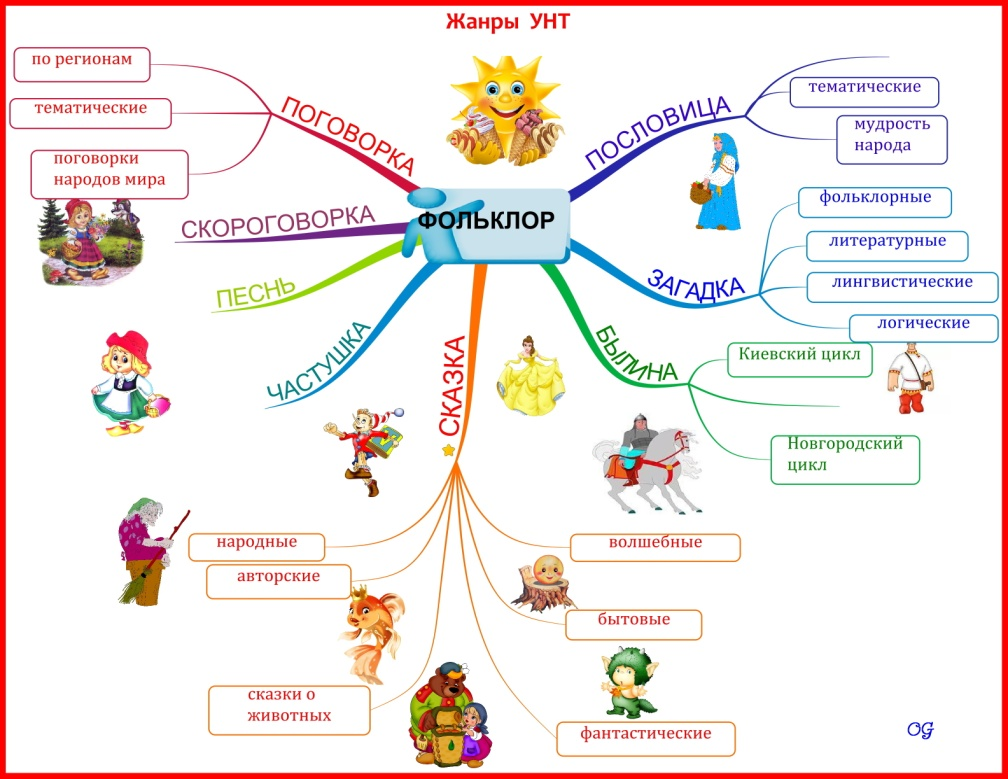 Жанры УНТ
ФОЛЬКЛОР
ПОГОВОРКА
по регионам
тематические
поговорки
народов мира
СКОРОГОВОРКА
ПЕСНЬ
ЧАСТУШКА
СКАЗКА
народные
авторские
сказки о
животных
волшебные
бытовые
фантастические
БЫЛИНА
Киевский цикл
Новгородский
цикл
ЗАГАДКА
фольклорные
литературные
лингвистические
логические
ПОСЛОВИЦА
тематические
мудрость
народа
OG